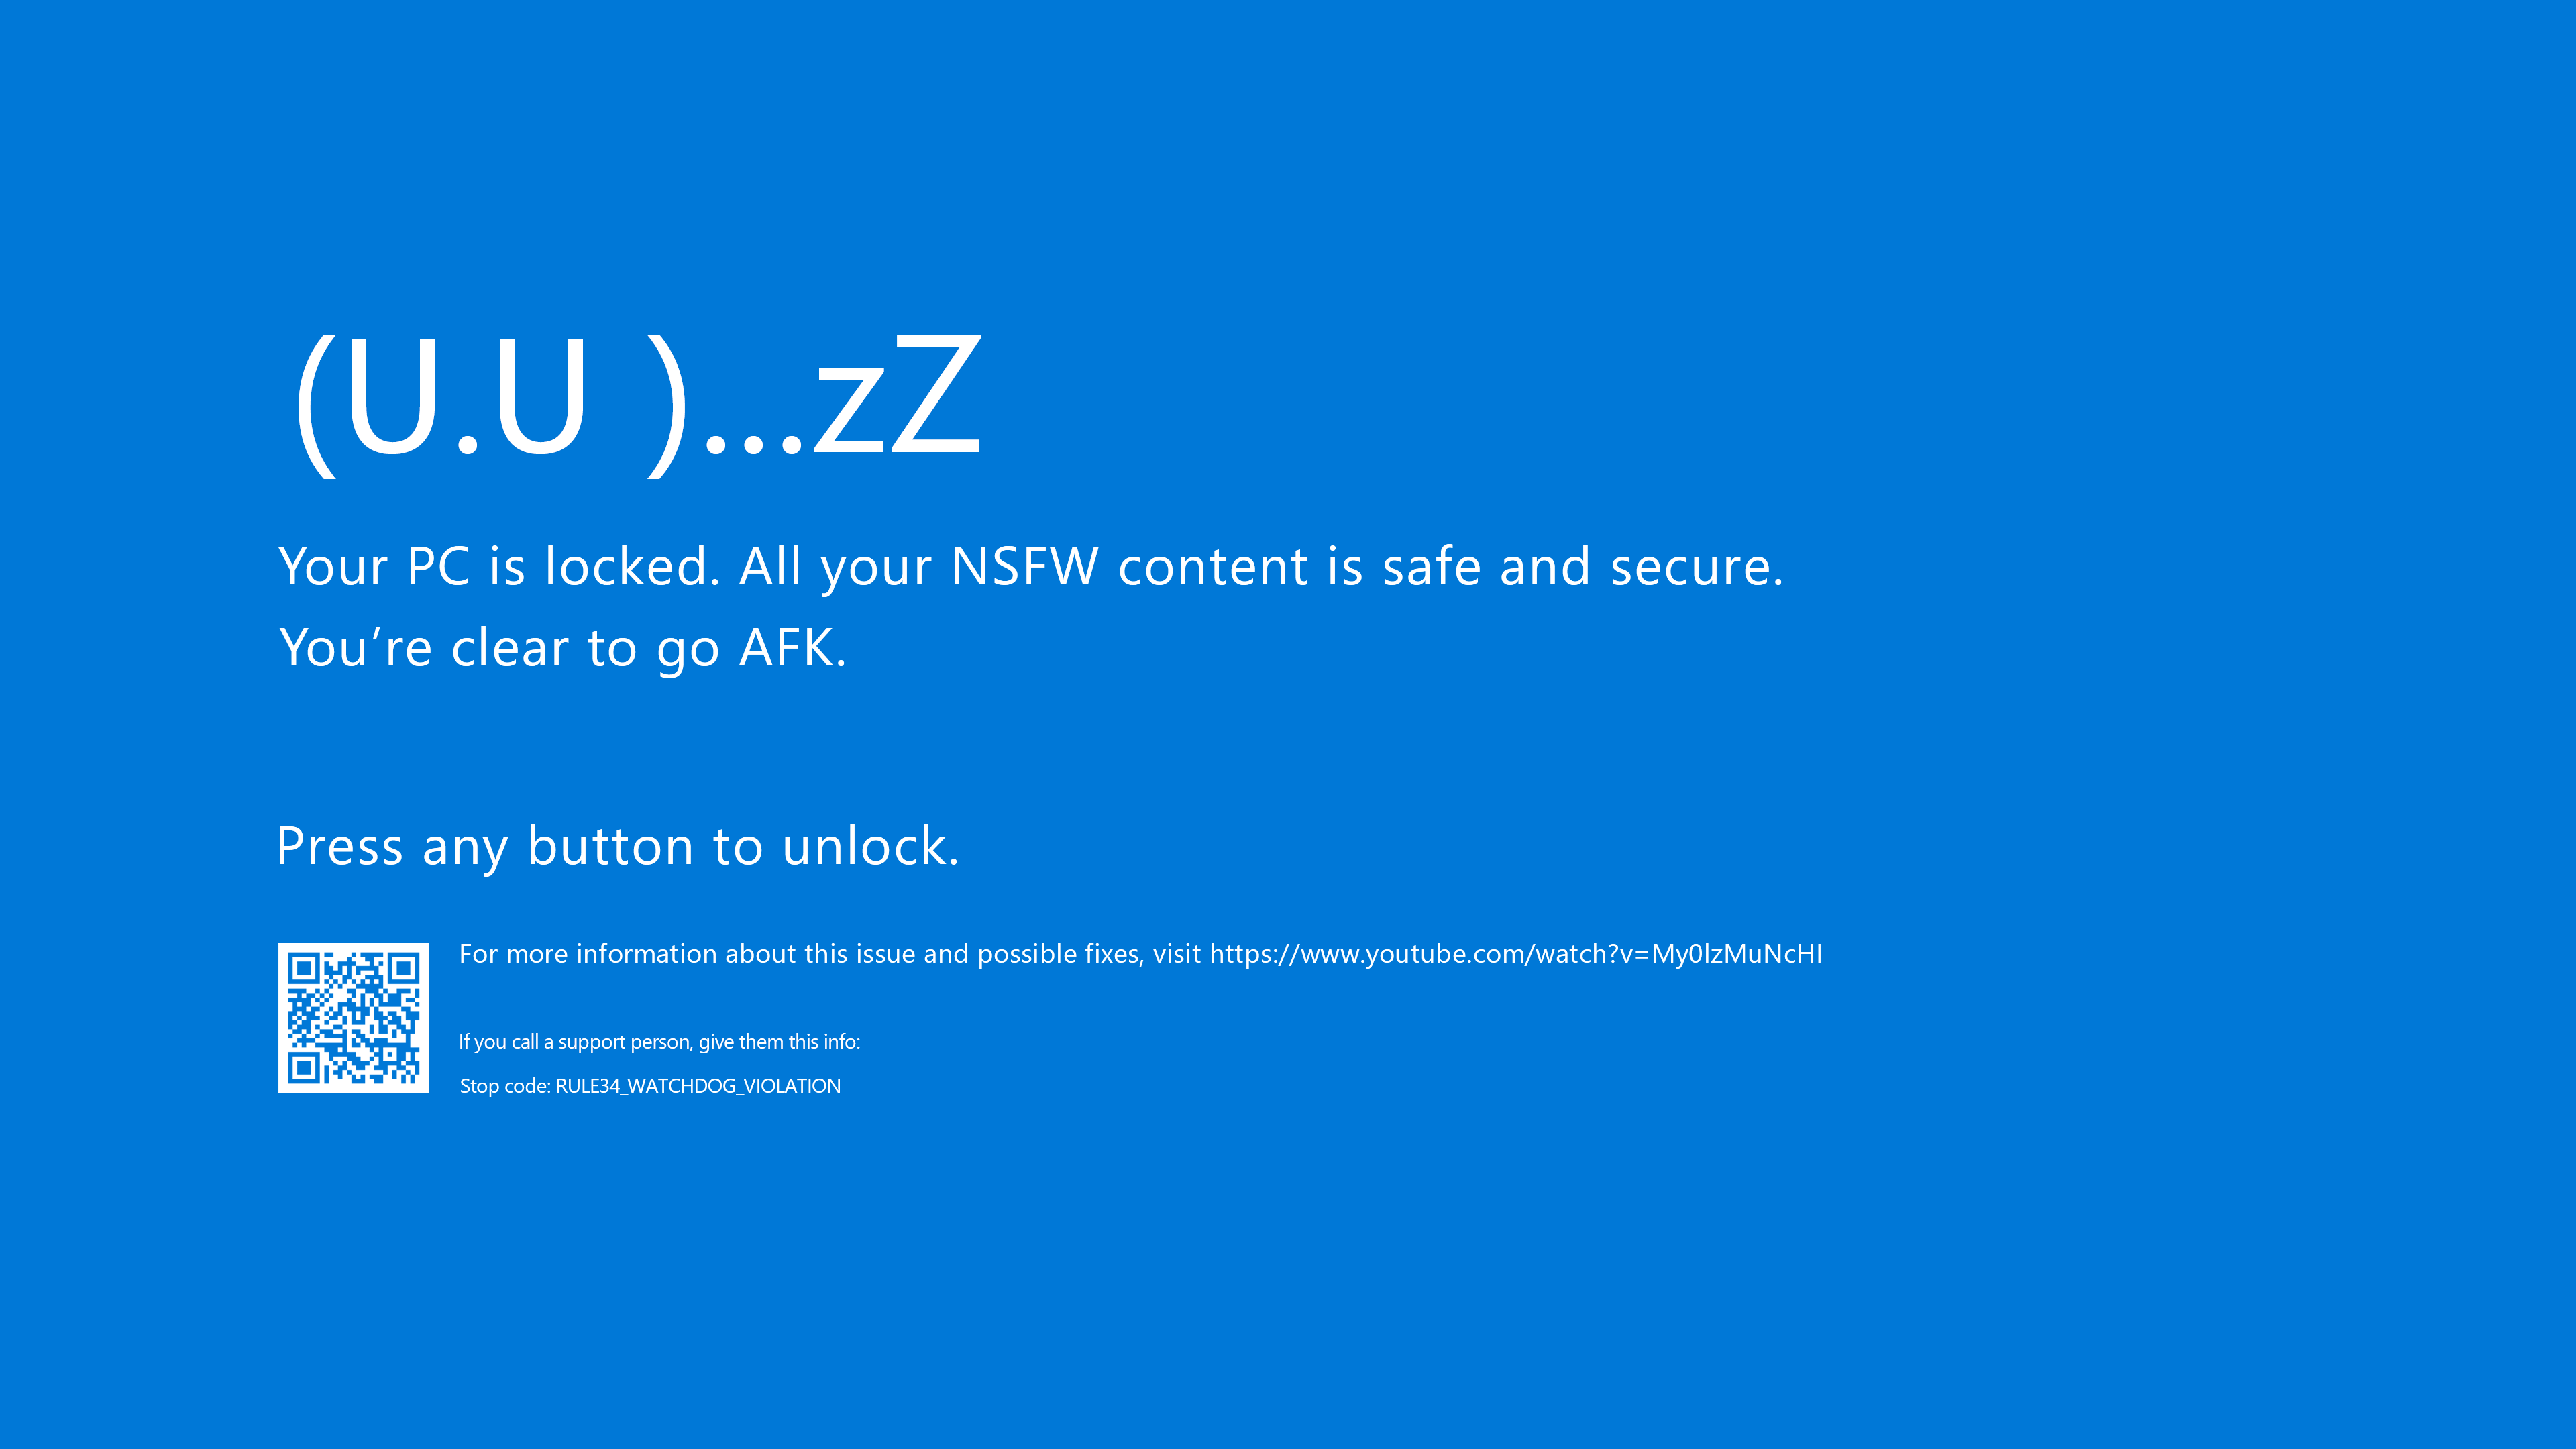 (U.U )...zZ
Your PC is locked. All your NSFW content is safe and secure.
You’re clear to go AFK.
Press any button to unlock.
For more information about this issue and possible fixes, visit https://www.youtube.com/watch?v=My0lzMuNcHI
If you call a support person, give them this info:
Stop code: RULE34_WATCHDOG_VIOLATION